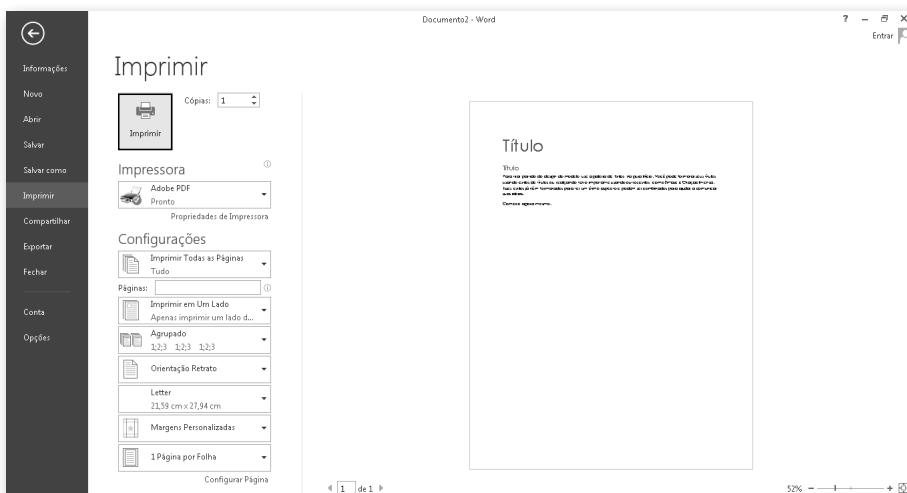 Documento2 - Word
?
Entrar
Informações
Novo
Abrir
Salvar
Salvar como
Imprimir
Compartilhar
Exportar
Fechar
Conta
Opções
Imprimir
Imprimir
Cópias: 1
Impressora
Adobe PDF
Pronto
Propriedades de Impressora
Configurações
Imprimir Todas as Páginas
Tudo
Páginas:
Imprimir em Um Lado
Apenas imprimir um lado d...
Agrupado
1;2;3 1;2;3 1;2;3
Orientação Retrato
Letter
21,59 cm x 27,94 cm
Margens Personalizadas
1 Página por Folha
Configurar Página
Título
Título
1 de 1
52%